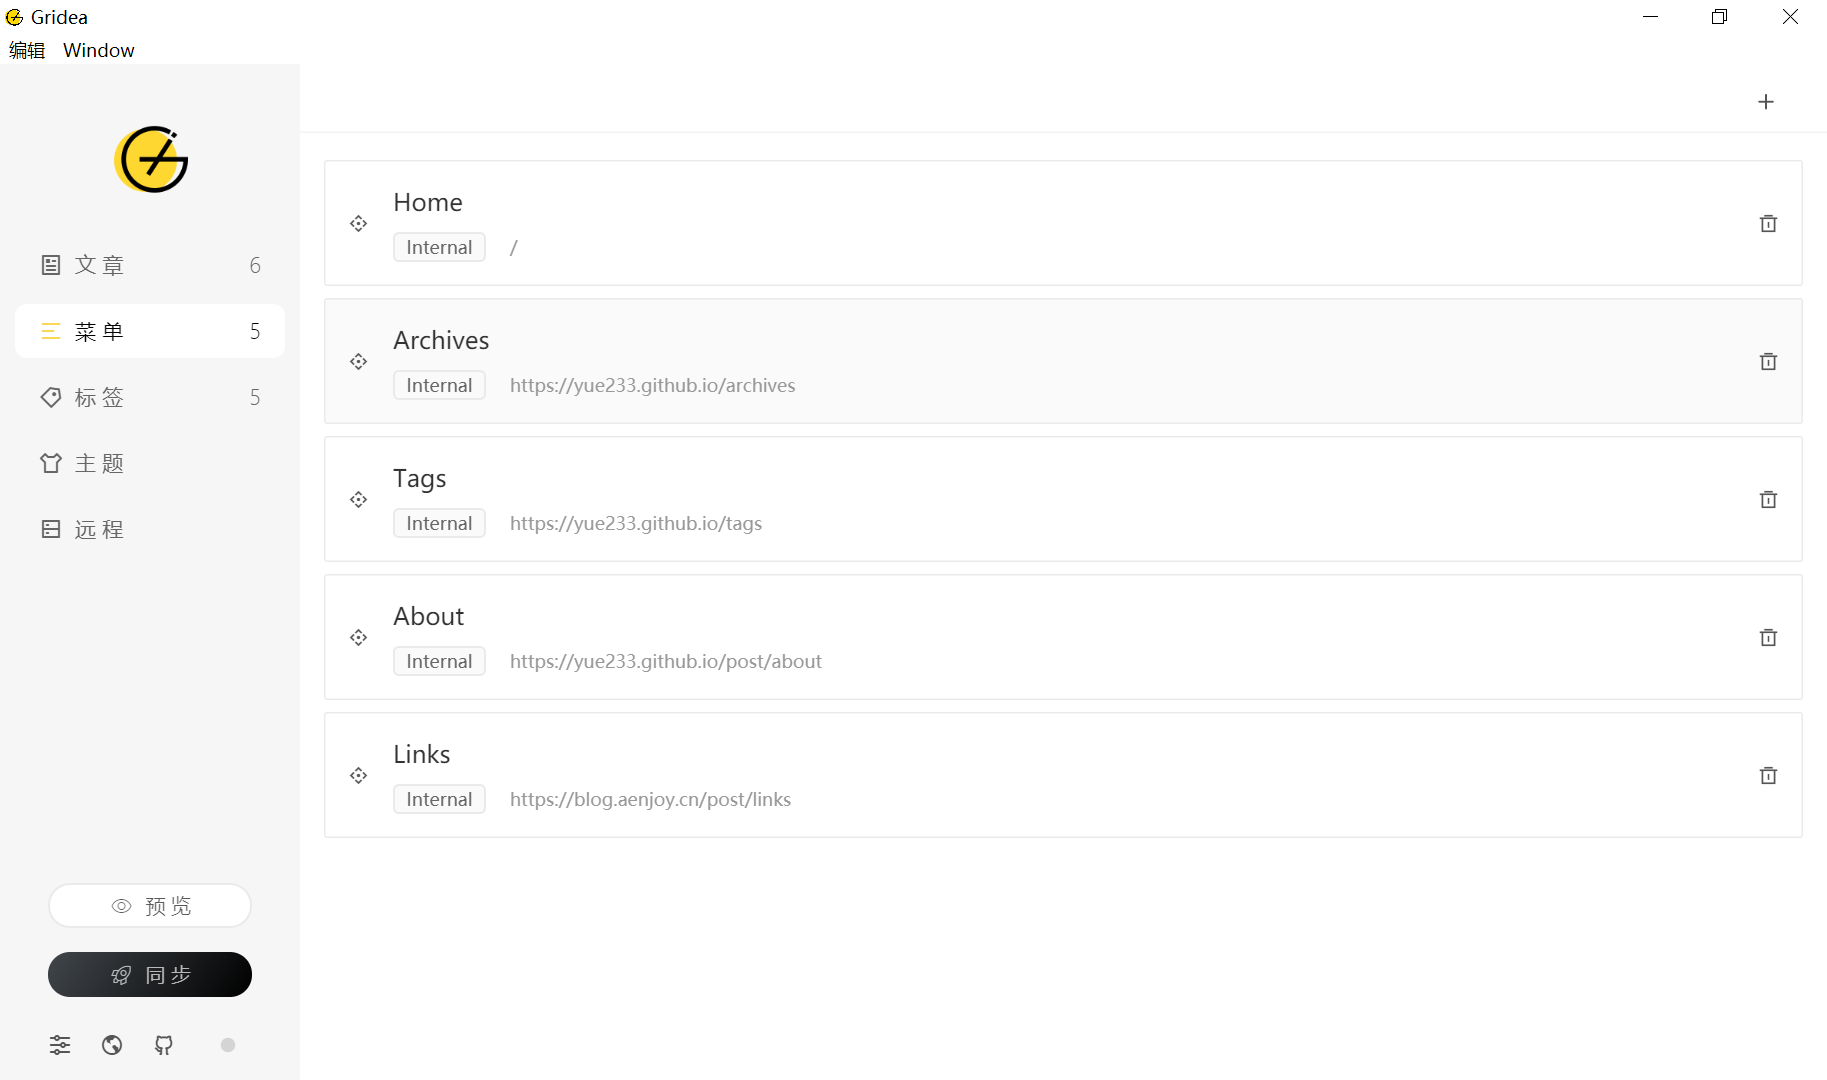 Gridea
编辑 Window
文章 6
菜单 5
标签 5
主题
远程
预览
同步
Home
Internal /
Archives
Internal https://yue233.github.io/archives
Tags
Internal https://yue233.github.io/tags
About
Internal https://yue233.github.io/post/about
Links
Internal https://blog.aenjoy.cn/post/links